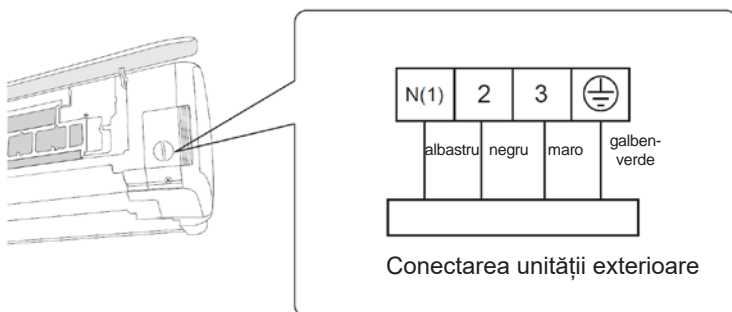 N(1) 2 3
albastru negru maro galben-
verde
Conectarea unității exterioare